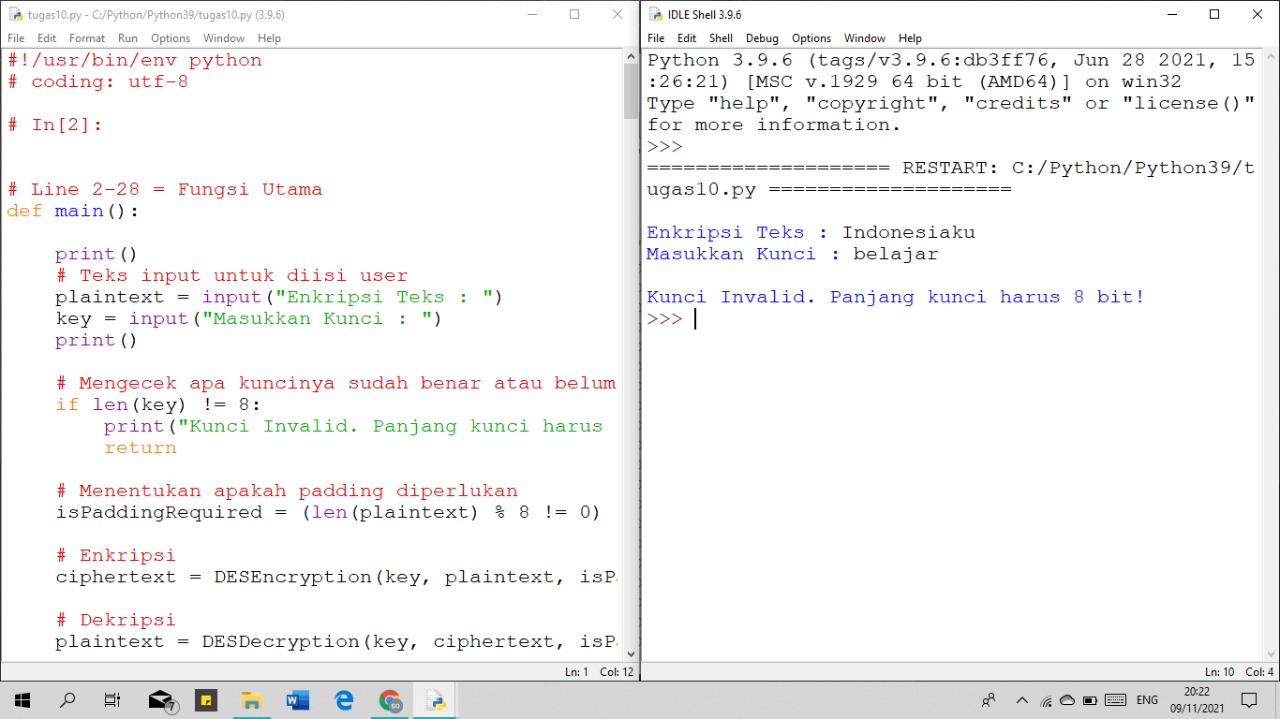 tugas10.py - C:/Python/Python39/tugas10.py (3.9.6)
File Edit Format Run Options Window Help
#!/usr/bin/env python
# coding: utf-8
# In[2]:
# Line 2-28 = Fungsi Utama
def main():
print()
# Teks input untuk diisi user
plaintext = input("Enkripsi Teks : ")
key = input("Masukkan Kunci : ")
print()
# Mengecek apa kuncinya sudah benar atau belum
if len(key) != 8:
print("Kunci Invalid. Panjang kunci harus
return
# Menentukan apakah padding diperlukan
isPaddingRequired = (len(plaintext) % 8 != 0)
# Enkripsi
ciphertext = DESEncryption(key, plaintext, isP
# Dekripsi
plaintext = DESDecryption(key, ciphertext, isP
Ln: 1 Col: 12
IDLE Shell 3.9.6
File Edit Shell Debug Options Window Help
Python 3.9.6 (tags/v3.9.6:db3ff76, Jun 28 2021, 15
:26:21) [MSC v.1929 64 bit (AMD64)] on win32
Type "help", "copyright", "credits" or "license()"
for more information.
>>>
==================== RESTART: C:/Python/Python39/t
ugas10.py ====================
Enkripsi Teks : Indonesiaku
Masukkan Kunci : belajar
Kunci Invalid. Panjang kunci harus 8 bit!
>>>
Ln: 10 Col: 4
7
W
SO
ENG
20:22
09/11/2021